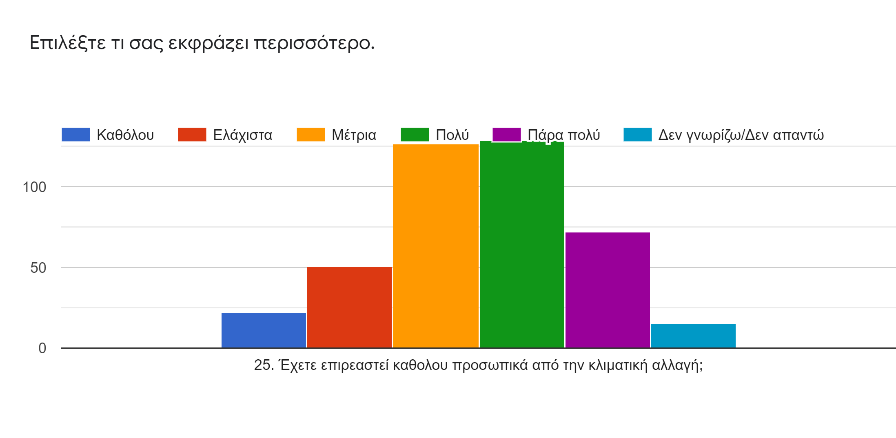 Επιλέξτε τι σας εκφράζει περισσότερο.
Καθόλου Ελάχιστα Μέτρια Πολύ Πάρα πολύ Δεν γνωρίζω/Δεν απαντώ
100
50
0
25. Έχετε επιρεαστεί καθολου προσωπικά από την κλιματική αλλαγή;